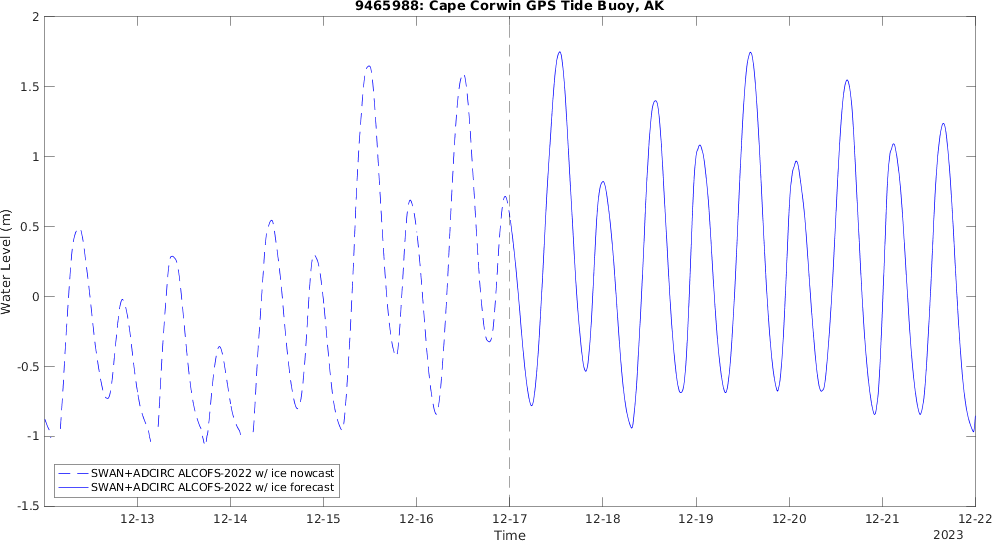 9465988: Cape Corwin GPS Tide Buoy, AK
2
1.5
1
0.5
0
-0.5
-1
-1.5
Water Level (m)
SWAN+ADCIRC ALCOFS-2022 w/ ice nowcast
SWAN+ADCIRC ALCOFS-2022 w/ ice forecast
12-13 12-14 12-15 12-16 12-17 12-18 12-19 12-20 12-21 12-22
Time
2023